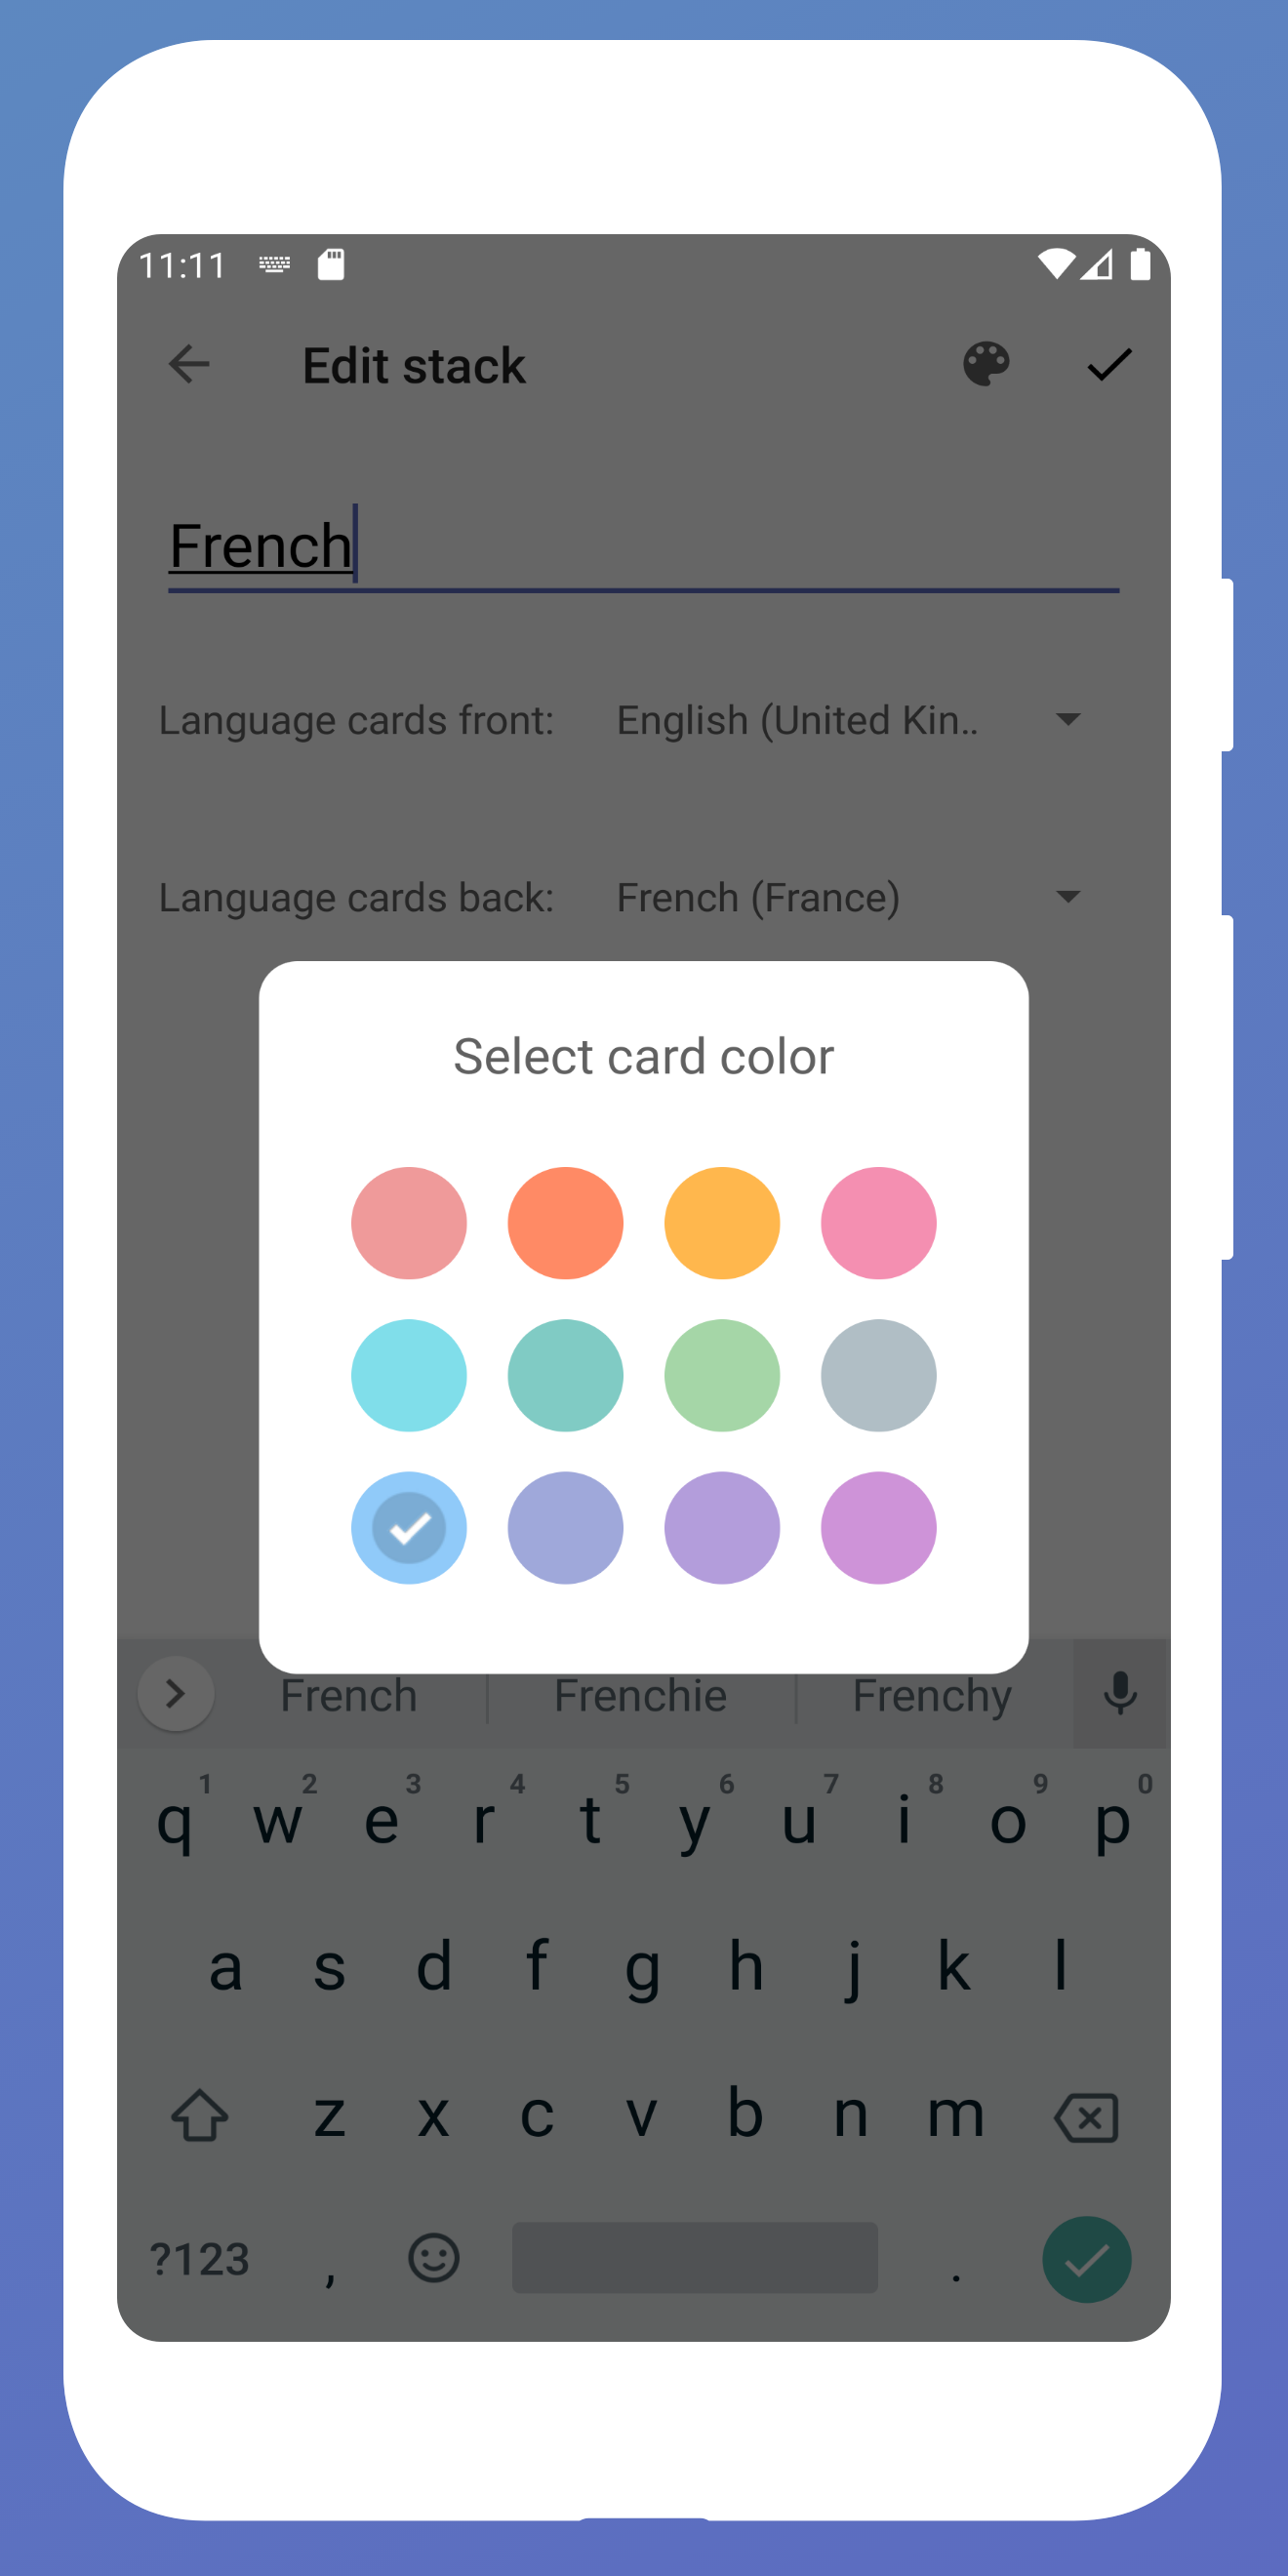 11:11
Edit stack
French
Language cards front: English (United Kin..
Language cards back: French (France)
Select card color
French Frenchie Frenchy
1 2 3 4 5 6 7 8 9 0
q w e r t y u i o p
a s d f g h j k l
z x c v b n m
?123 , .